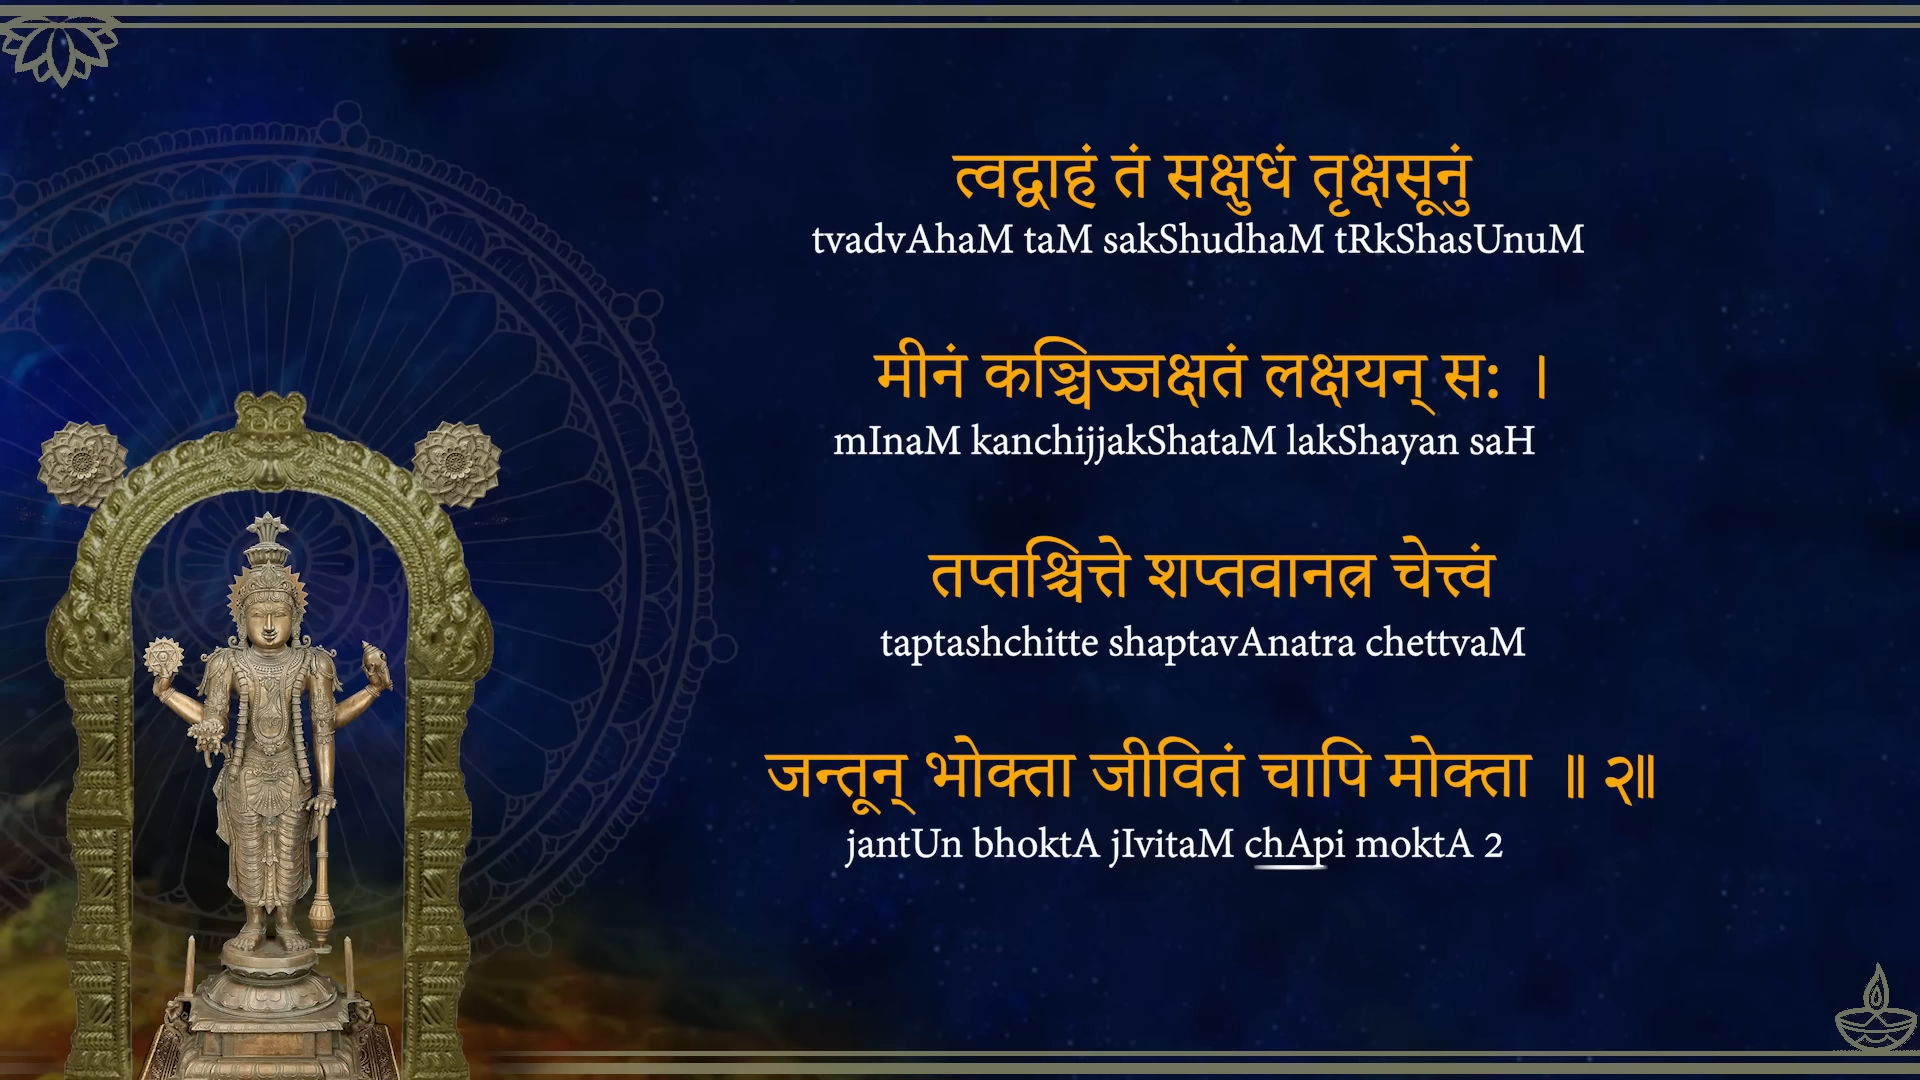 त्वद्वाहं तं सक्षुधं तृक्षसूनुं
tvadvAhaM taM sakShudhaM tRkShasUnuM
मीनं कञ्चिज्जक्षतं लक्षयन् सः ।
mInaM kanchijjakShataM lakShayan saH
तप्तश्चित्ते शप्तवानत्र चेत्त्वं
taptashchitte shaptavAnatra chettvaM
जन्तून् भोक्ता जीवितं चापि मोक्ता ॥ २॥
jantUn bhoktA jIvitaM chApi moktA 2